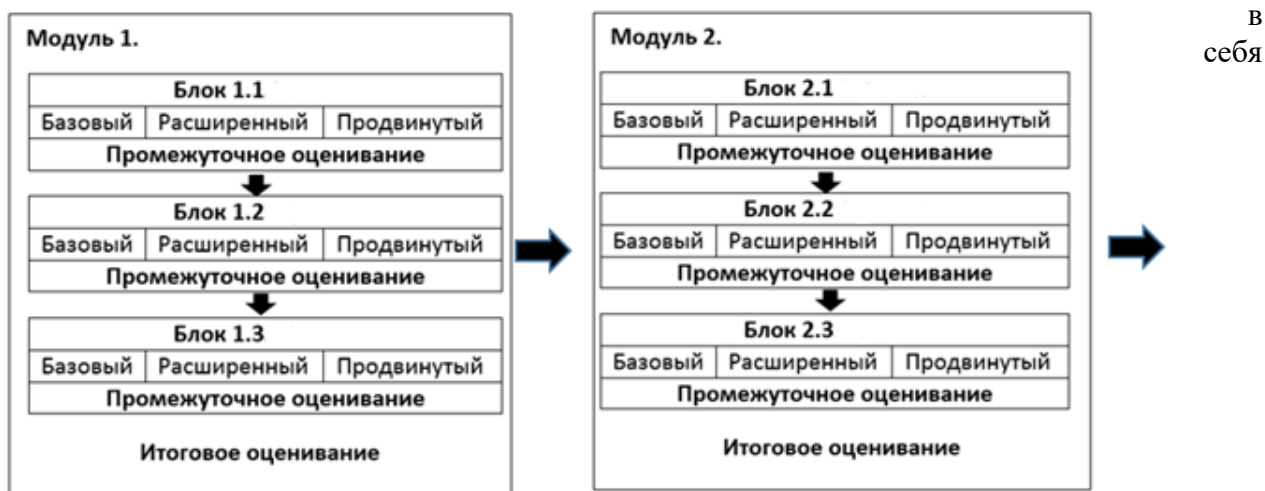 Модуль 1.
Блок 1.1
Базовый Расширенный Продвинутый
Промежуточное оценивание
Блок 1.2
Базовый Расширенный Продвинутый
Промежуточное оценивание
Блок 1.3
Базовый Расширенный Продвинутый
Промежуточное оценивание
Итоговое оценивание
Модуль 2.
Блок 2.1
Базовый Расширенный Продвинутый
Промежуточное оценивание
Блок 2.2
Базовый Расширенный Продвинутый
Промежуточное оценивание
Блок 2.3
Базовый Расширенный Продвинутый
Промежуточное оценивание
Итоговое оценивание
в
себя